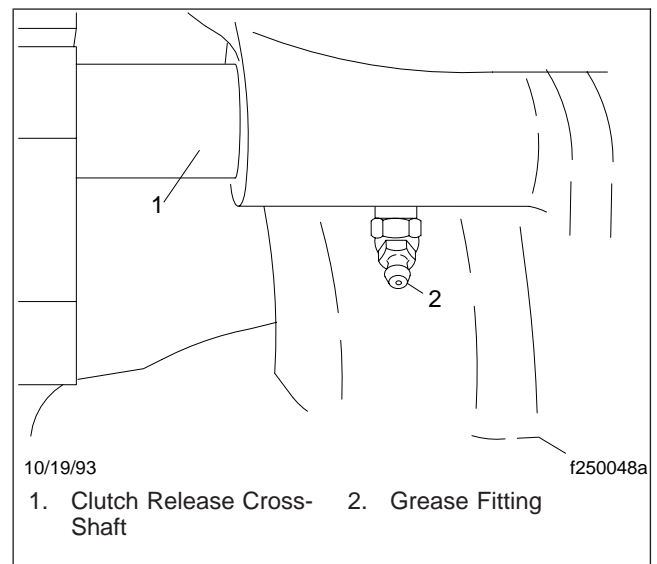 1
2
10/19/93
f250048a
1. Clutch Release Cross-
Shaft
2. Grease Fitting